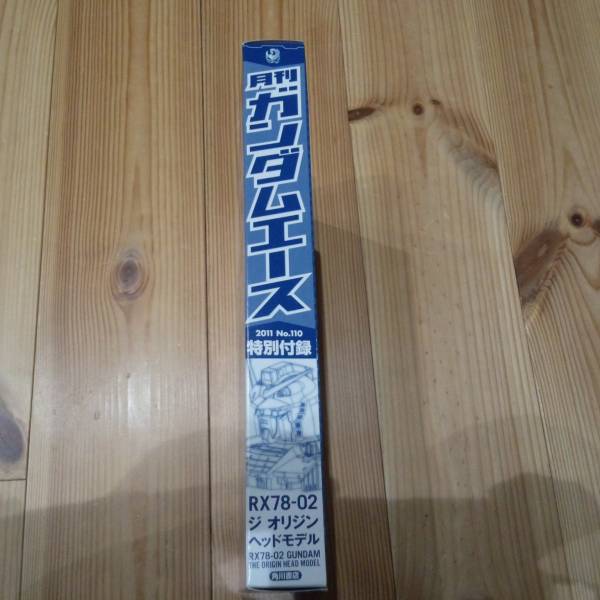 月刊
ガンダムエース
2011 No.110
特別付録
RX78-02
ジ オリジン
ヘッドモデル
RX78-02 GUNDAM
THE ORIGIN HEAD MODEL
角川書店